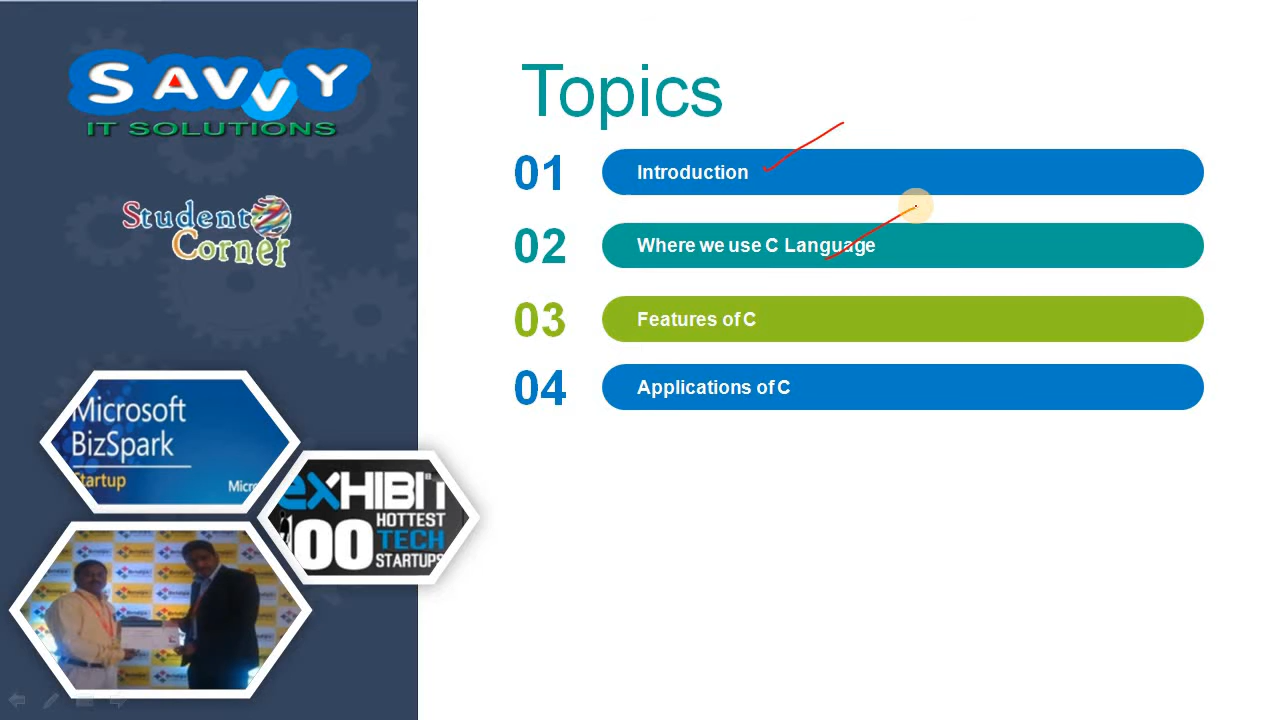 SAVVY
IT SOLUTIONS
Student
Corner
Microsoft
BizSpark
Startup
Micr
eXHIBIT
100
HOTTEST
TECH
STARTUPS
Topics
01 Introduction
02 Where we use C Language
03 Features of C
04 Applications of C